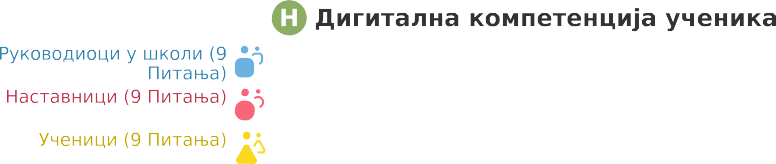 H Дигитална компетенција ученика
Руководиоци у школи (9
Питања)
Наставници (9 Питања)
Ученици (9 Питања)